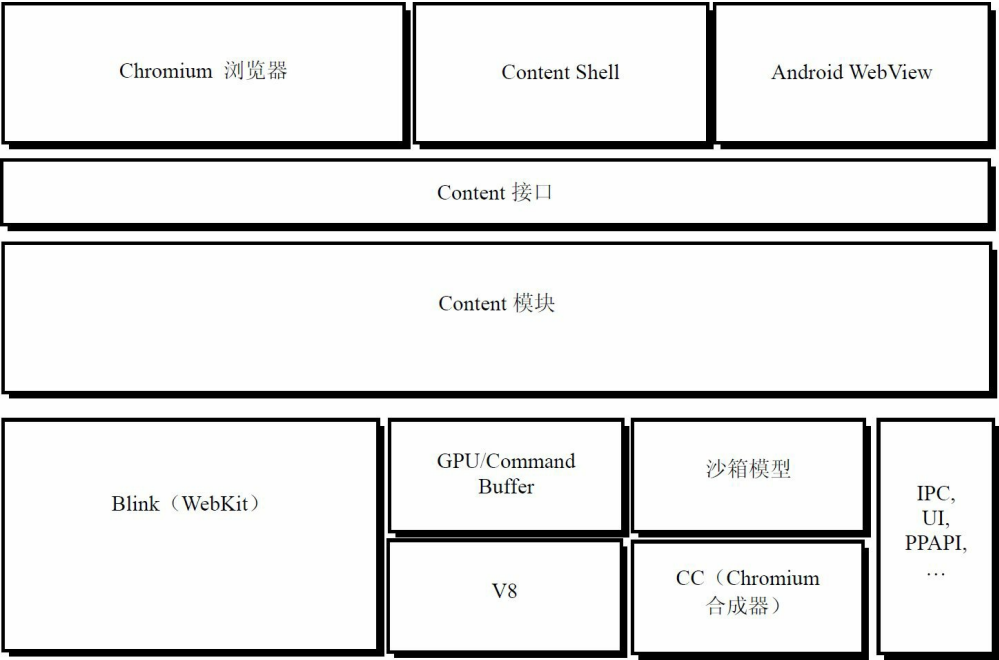 Chromium 浏览器
Content Shell
Android WebView
Content 接口
Content 模块
Blink（WebKit）
GPU/Command
Buffer
沙箱模型
IPC,
UI,
PPAPI,
…
V8
CC（Chromium
合成器）